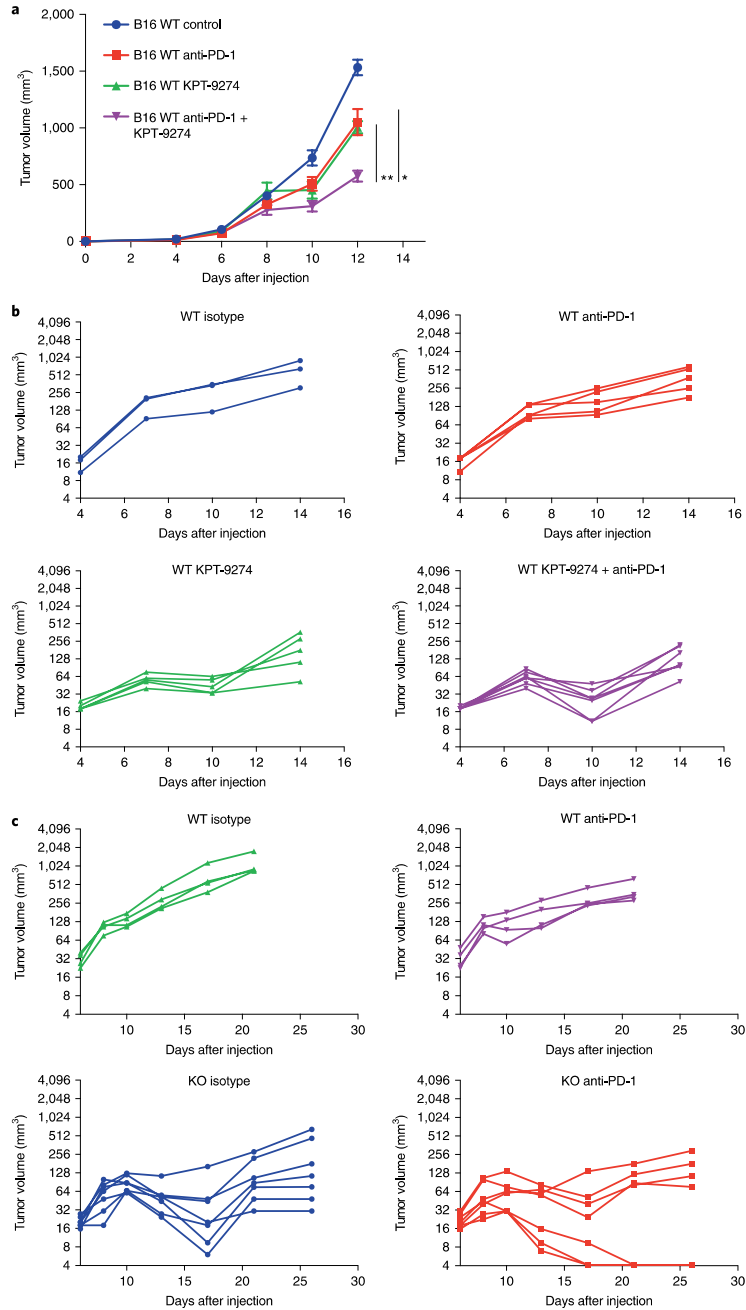 a
2,000
1,500
1,000
500
0
Tumor volume (mm³)
B16 WT control
B16 WT anti-PD-1
B16 WT KPT-9274
B16 WT anti-PD-1 +
KPT-9274
** *
0 2 4 6 8 10 12 14
Days after injection
b
WT isotype
4,096
2,048
1,024
512
256
128
64
32
16
8
4
Tumor volume (mm³)
4 6 8 10 12 14 16
Days after injection
WT anti-PD-1
4,096
2,048
1,024
512
256
128
64
32
16
8
4
Tumor volume (mm³)
4 6 8 10 12 14 16
Days after injection
WT KPT-9274
4,096
2,048
1,024
512
256
128
64
32
16
8
4
Tumor volume (mm³)
4 6 8 10 12 14 16
Days after injection
WT KPT-9274 + anti-PD-1
4,096
2,048
1,024
512
256
128
64
32
16
8
4
Tumor volume (mm³)
4 6 8 10 12 14 16
Days after injection
c
WT isotype
4,096
2,048
1,024
512
256
128
64
32
16
8
4
Tumor volume (mm³)
10 15 20 25 30
Days after injection
WT anti-PD-1
4,096
2,048
1,024
512
256
128
64
32
16
8
4
Tumor volume (mm³)
10 15 20 25 30
Days after injection
KO isotype
4,096
2,048
1,024
512
256
128
64
32
16
8
4
Tumor volume (mm³)
10 15 20 25 30
Days after injection
KO anti-PD-1
4,096
2,048
1,024
512
256
128
64
32
16
8
4
Tumor volume (mm³)
10 15 20 25 30
Days after injection